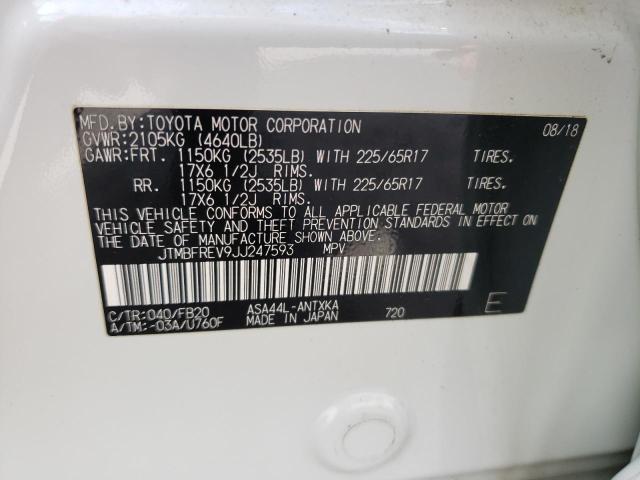 MFD.BY:TOYOTA MOTOR CORPORATION 08/18
GVWR:2105KG (4640LB)
GAWR:FRT. 1150KG (2535LB) WITH 225/65R17 TIRES.
17X6 1/2J RIMS.
RR. 1150KG (2535LB) WITH 225/65R17 TIRES.
17X6 1/2J RIMS.
THIS VEHICLE CONFORMS TO ALL APPLICABLE FEDERAL MOTOR
VEHICLE SAFETY AND THEFT PREVENTION STANDARDS IN EFFECT ON
THE DATE OF MANUFACTURE SHOWN ABOVE.
JTMBFREV9JJ247593 MPV
C/TR:040/FB20 ASA44L-ANTXKA 720 E
A/TM:-03A/U760F MADE IN JAPAN